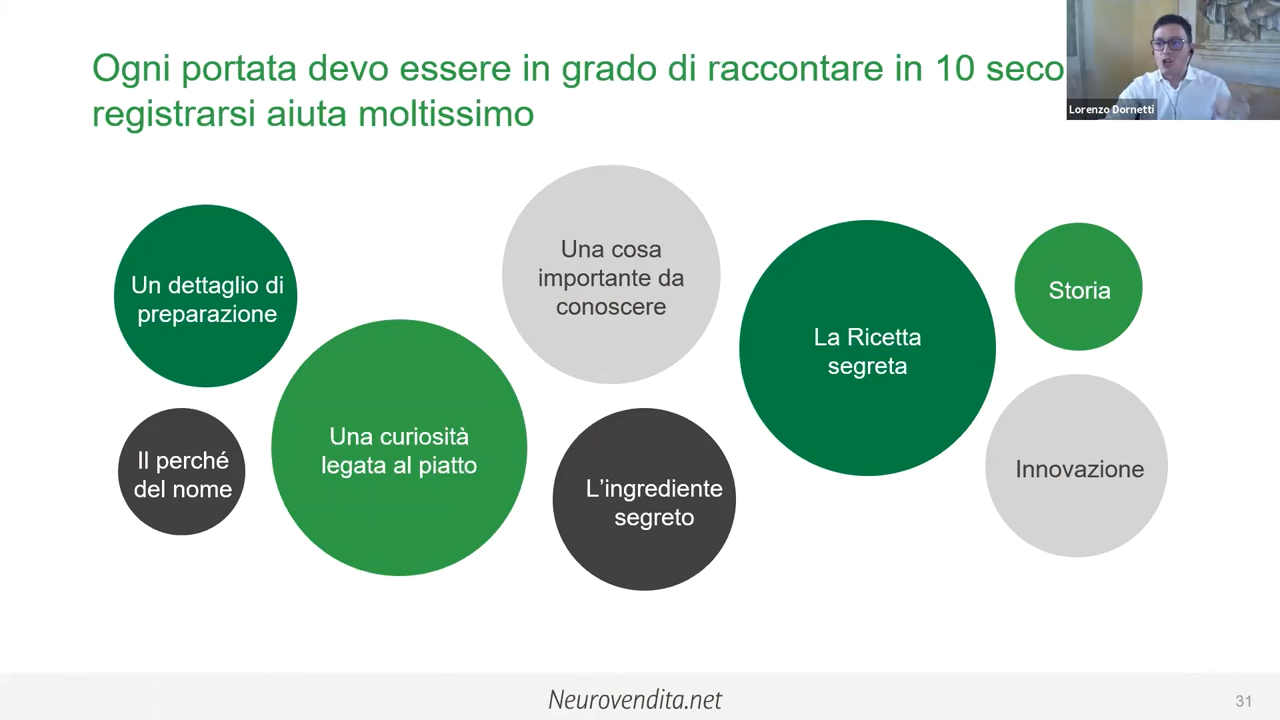 Ogni portata devo essere in grado di raccontare in 10 seco
registrarsi aiuta moltissimo
Lorenzo Dornetti
Un dettaglio di
preparazione
Il perché
del nome
Una curiosità
legata al piatto
Una cosa
importante da
conoscere
L’ingrediente
segreto
La Ricetta
segreta
Storia
Innovazione
Neurovendita.net
31